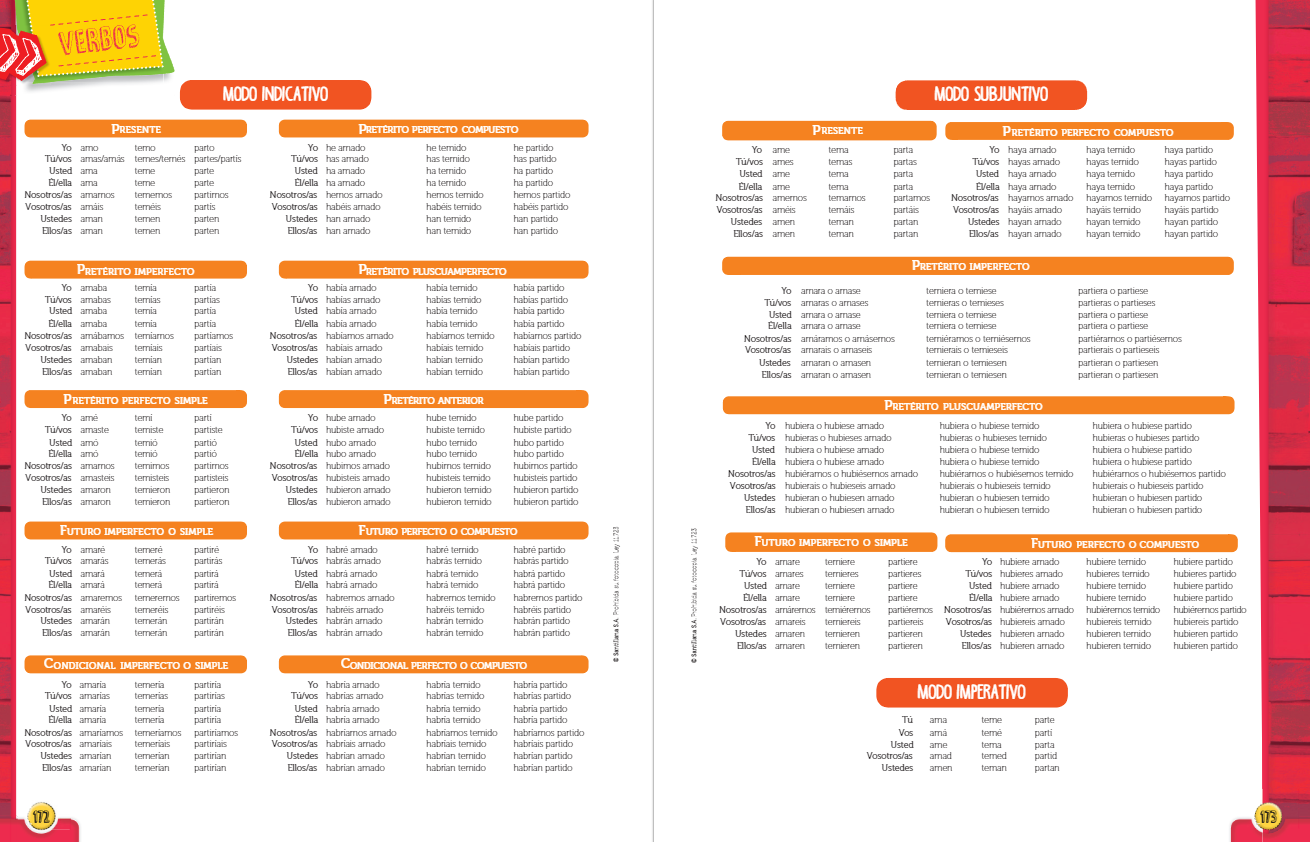 VERBOS
MODO INDICATIVO
PRESENTE
Yo amo temo parto
Tú/vos amas/amás temes/temés partes/partís
Usted ama teme parte
Él/ella ama teme parte
Nosotros/as amamos tememos partimos
Vosotros/as amáis teméis partís
Ustedes aman temen parten
Ellos/as aman temen parten
PRETÉRITO PERFECTO COMPUESTO
Yo he amado he temido he partido
Tú/vos has amado has temido has partido
Usted ha amado ha temido ha partido
Él/ella ha amado ha temido ha partido
Nosotros/as hemos amado hemos temido hemos partido
Vosotros/as habéis amado habéis temido habéis partido
Ustedes han amado han temido han partido
Ellos/as han amado han temido han partido
PRETÉRITO IMPERFECTO
Yo amaba temía partía
Tú/vos amabas temías partías
Usted amaba temía partía
Él/ella amaba temía partía
Nosotros/as amábamos temíamos partíamos
Vosotros/as amabais temíais partíais
Ustedes amaban temían partían
Ellos/as amaban temían partían
PRETÉRITO PLUSCUAMPERFECTO
Yo había amado había temido había partido
Tú/vos habías amado habías temido habías partido
Usted había amado había temido había partido
Él/ella había amado había temido había partido
Nosotros/as habíamos amado habíamos temido habíamos partido
Vosotros/as habíais amado habíais temido habíais partido
Ustedes habían amado habían temido habían partido
Ellos/as habían amado habían temido habían partido
PRETÉRITO PERFECTO SIMPLE
Yo amé temí partí
Tú/vos amaste temiste partiste
Usted amó temió partió
Él/ella amó temió partió
Nosotros/as amamos temimos partimos
Vosotros/as amasteis temisteis partisteis
Ustedes amaron temieron partieron
Ellos/as amaron temieron partieron
PRETÉRITO ANTERIOR
Yo hube amado hube temido hube partido
Tú/vos hubiste amado hubiste temido hubiste partido
Usted hubo amado hubo temido hubo partido
Él/ella hubo amado hubo temido hubo partido
Nosotros/as hubimos amado hubimos temido hubimos partido
Vosotros/as hubisteis amado hubisteis temido hubisteis partido
Ustedes hubieron amado hubieron temido hubieron partido
Ellos/as hubieron amado hubieron temido hubieron partido
FUTURO IMPERFECTO O SIMPLE
Yo amaré temeré partiré
Tú/vos amarás temerás partirás
Usted amará temerá partirá
Él/ella amará temerá partirá
Nosotros/as amaremos temeremos partiremos
Vosotros/as amaréis temeréis partiréis
Ustedes amarán temerán partirán
Ellos/as amarán temerán partirán
FUTURO PERFECTO O COMPUESTO
Yo habré amado habré temido habré partido
Tú/vos habrás amado habrás temido habrás partido
Usted habrá amado habrá temido habrá partido
Él/ella habrá amado habrá temido habrá partido
Nosotros/as habremos amado habremos temido habremos partido
Vosotros/as habréis amado habréis temido habréis partido
Ustedes habrán amado habrán temido habrán partido
Ellos/as habrán amado habrán temido habrán partido
CONDICIONAL IMPERFECTO O SIMPLE
Yo amaría temería partiría
Tú/vos amarías temerías partirías
Usted amaría temería partiría
Él/ella amaría temería partiría
Nosotros/as amaríamos temeríamos partiríamos
Vosotros/as amaríais temeríais partiríais
Ustedes amarían temerían partirían
Ellos/as amarían temerían partirían
CONDICIONAL PERFECTO O COMPUESTO
Yo habría amado habría temido habría partido
Tú/vos habrías amado habrías temido habrías partido
Usted habría amado habría temido habría partido
Él/ella habría amado habría temido habría partido
Nosotros/as habríamos amado habríamos temido habríamos partido
Vosotros/as habríais amado habríais temido habríais partido
Ustedes habrían amado habrían temido habrían partido
Ellos/as habrían amado habrían temido habrían partido
© Santillana S.A. Prohibida su fotocopia. Ley 11.723
172
MODO SUBJUNTIVO
PRESENTE
Yo ame tema parta
Tú/vos ames temas partas
Usted ame tema parta
Él/ella ame tema parta
Nosotros/as amemos temamos partamos
Vosotros/as améis temáis partáis
Ustedes amen teman partan
Ellos/as amen teman partan
PRETÉRITO PERFECTO COMPUESTO
Yo haya amado haya temido haya partido
Tú/vos hayas amado hayas temido hayas partido
Usted haya amado haya temido haya partido
Él/ella haya amado haya temido haya partido
Nosotros/as hayamos amado hayamos temido hayamos partido
Vosotros/as hayáis amado hayáis temido hayáis partido
Ustedes hayan amado hayan temido hayan partido
Ellos/as hayan amado hayan temido hayan partido
PRETÉRITO IMPERFECTO
Yo amara o amase temiera o temiese partiera o partiese
Tú/vos amaras o amases temieras o temieses partieras o partieses
Usted amara o amase temiera o temiese partiera o partiese
Él/ella amara o amase temiera o temiese partiera o partiese
Nosotros/as amáramos o amásemos temiéramos o temiésemos partiéramos o partiésemos
Vosotros/as amarais o amaseis temierais o temieseis partierais o partieseis
Ustedes amaran o amasen temieran o temiesen partieran o partiesen
Ellos/as amaran o amasen temieran o temiesen partieran o partiesen
PRETÉRITO PLUSCUAMPERFECTO
Yo hubiera o hubiese amado hubiera o hubiese temido hubiera o hubiese partido
Tú/vos hubieras o hubieses amado hubieras o hubieses temido hubieras o hubieses partido
Usted hubiera o hubiese amado hubiera o hubiese temido hubiera o hubiese partido
Él/ella hubiera o hubiese amado hubiera o hubiese temido hubiera o hubiese partido
Nosotros/as hubiéramos o hubiésemos amado hubiéramos o hubiésemos temido hubiéramos o hubiésemos partido
Vosotros/as hubierais o hubieseis amado hubierais o hubieseis temido hubierais o hubieseis partido
Ustedes hubieran o hubiesen amado hubieran o hubiesen temido hubieran o hubiesen partido
Ellos/as hubieran o hubiesen amado hubieran o hubiesen temido hubieran o hubiesen partido
FUTURO IMPERFECTO O SIMPLE
Yo amare temiere partiere
Tú/vos amares temieres partieres
Usted amare temiere partiere
Él/ella amare temiere partiere
Nosotros/as amáremos temiéremos partiéremos
Vosotros/as amareis temiereis partiereis
Ustedes amaren temieren partieren
Ellos/as amaren temieren partieren
FUTURO PERFECTO O COMPUESTO
Yo hubiere amado hubiere temido hubiere partido
Tú/vos hubieres amado hubieres temido hubieres partido
Usted hubiere amado hubiere temido hubiere partido
Él/ella hubiere amado hubiere temido hubiere partido
Nosotros/as hubiéremos amado hubiéremos temido hubiéremos partido
Vosotros/as hubiereis amado hubiereis temido hubiereis partido
Ustedes hubieren amado hubieren temido hubieren partido
Ellos/as hubieren amado hubieren temido hubieren partido
MODO IMPERATIVO
Tú ama teme parte
Vos amá temé partí
Usted ame tema parta
Vosotros/as amad temed partid
Ustedes amen teman partan
© Santillana S.A. Prohibida su fotocopia. Ley 11.723
173